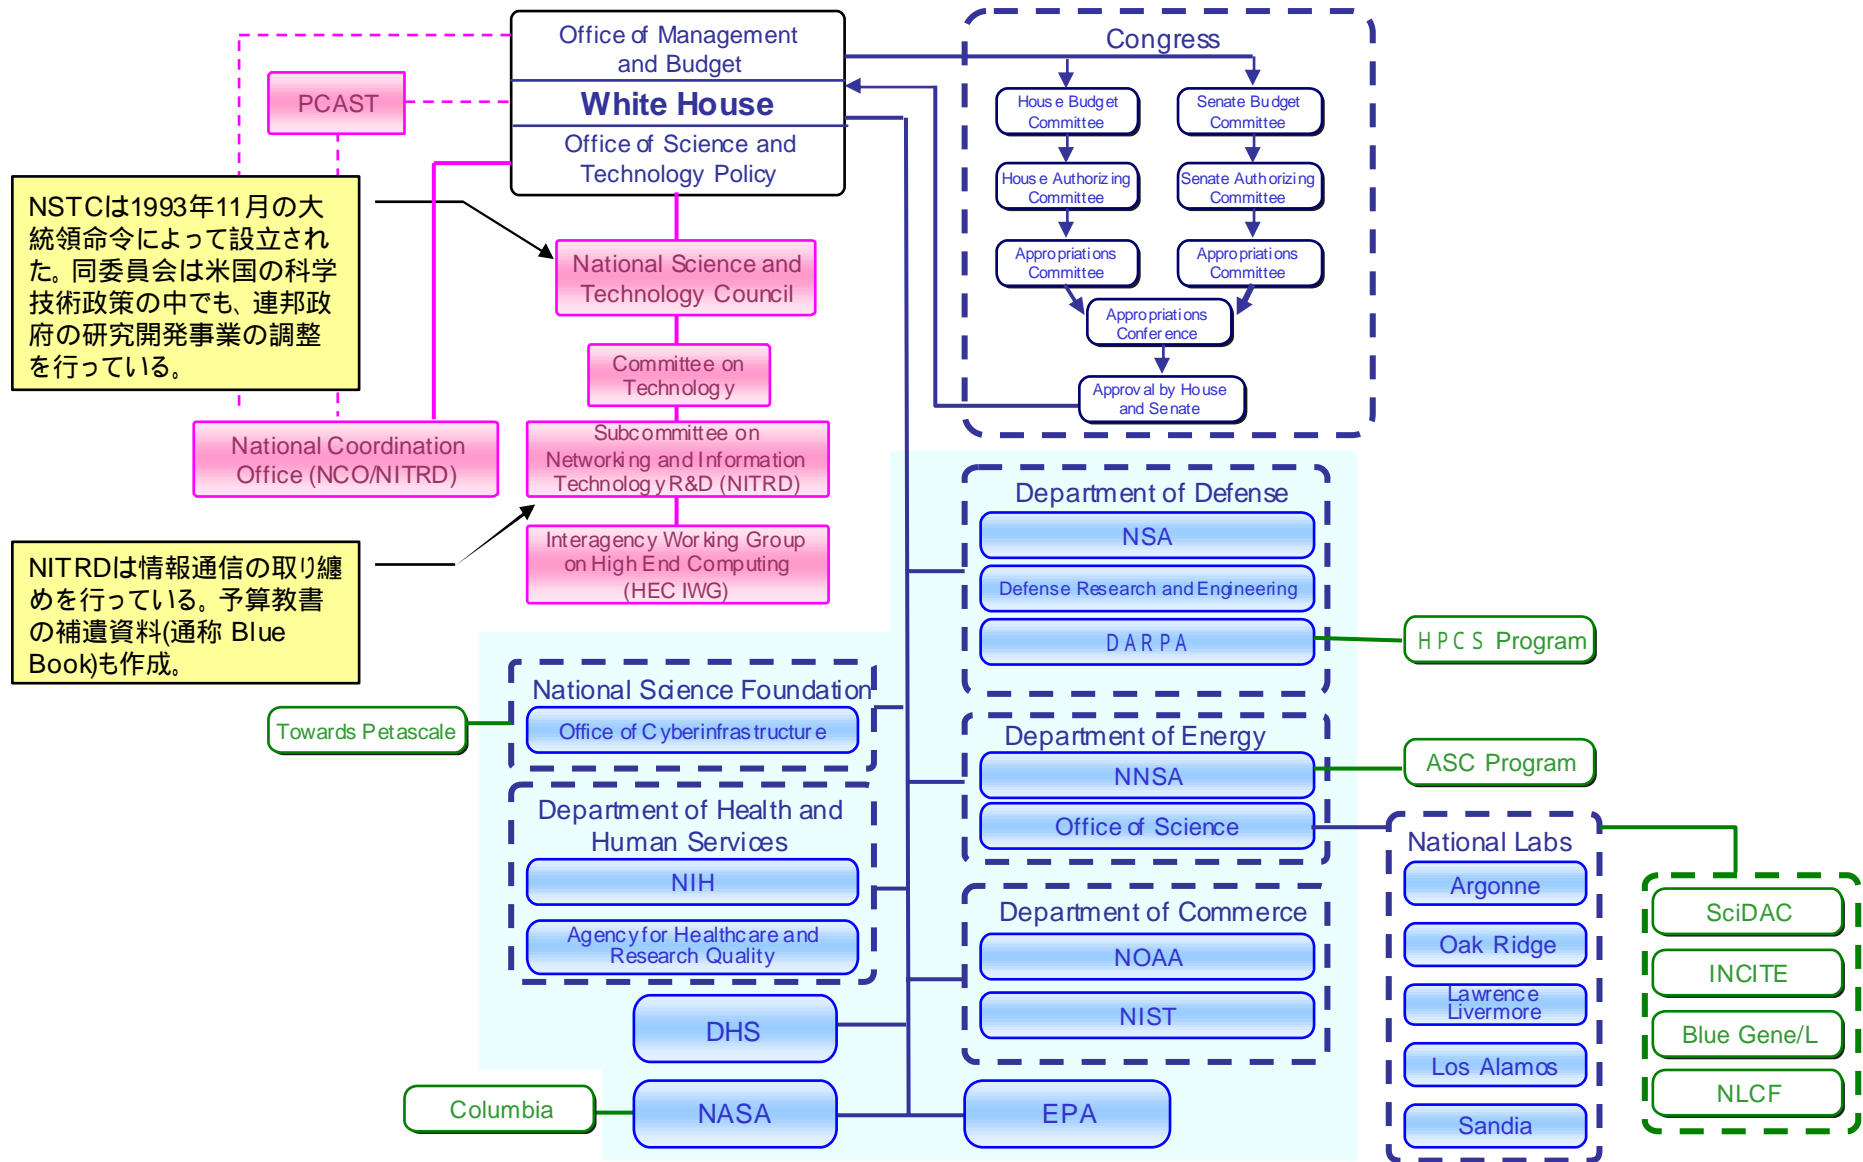 Office of Management
and Budget
White House
Office of Science and
Technology Policy
PCAST
NSTCは1993年11月の大
統領命令によって設立され
た。同委員会は米国の科学
技術政策の中でも、連邦政
府の研究開発事業の調整
を行っている。
National Science and
Technology Council
Committee on
Technology
National Coordination
Office (NCO/NITRD)
Subcommittee on
Networking and Information
Technology R&D (NITRD)
Interagency Working Group
on High End Computing
(HEC IWG)
NITRDは情報通信の取り纏
めを行っている。予算教書
の補遺資料(通称 Blue
Book)も作成。
Congress
House Budget
Committee
Senate Budget
Committee
House Authorizing
Committee
Senate Authorizing
Committee
Appropriations
Committee
Appropriations
Committee
Appropriations
Conference
Approval by House
and Senate
Department of Defense
NSA
Defense Research and Engineering
DARPA
HPCS Program
National Science Foundation
Office of Cyberinfrastructure
Towards Petascale
Department of Energy
NNSA
Office of Science
ASC Program
Department of Health and
Human Services
NIH
Agency for Healthcare and
Research Quality
Department of Commerce
NOAA
NIST
DHS
NASA
Columbia
EPA
National Labs
Argonne
Oak Ridge
Lawrence
Livermore
Los Alamos
Sandia
SciDAC
INCITE
Blue Gene/L
NLCF